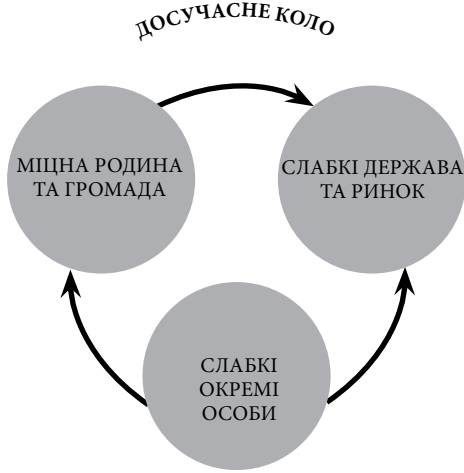 ДОСУЧАСНЕ КОЛО
МІЦНА РОДИНА
ТА ГРОМАДА
СЛАБКІ ДЕРЖАВА
ТА РИНОК
СЛАБКІ
ОКРЕМІ
ОСОБИ